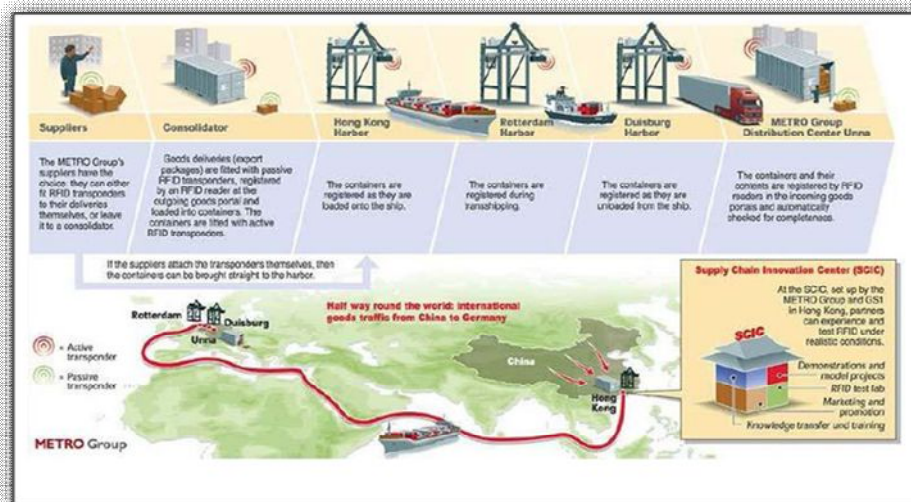 Suppliers
Consolidator
Hong Kong
Harbor
Rotterdam
Harbor
Duisburg
Harbor
METRO Group
Distribution Center Unna
The METRO Group's
suppliers have the
choice: they can either
fit RFID transponders
to their deliveries
themselves, or leave
it to a consolidator.
Goods deliveries (export
packages) are fitted with passive
RFID transponders, registered
by an RFID reader at the
outgoing goods portal and
loaded into containers. The
containers are fitted with active
RFID transponders.
The containers are
registered as they are
loaded onto the ship.
The containers are
registered during
transshipping.
The containers are
registered as they are
unloaded from the ship.
The containers and their
contents are registered by RFID
readers in the incoming goods
portals and automatically
checked for completeness.
If the suppliers attach the transponders themselves, then
the containers can be brought straight to the harbor.
Half way round the world: international
goods traffic from China to Germany
Rotterdam
Duisburg
Unna
China
Hong
Kong
= Active
transponder
= Passive
transponder
METRO Group
Supply Chain Innovation Center (SCIC)
At the SCIC, set up by the
METRO Group and GS1
in Hong Kong, partners
can experience and
test RFID under
realistic conditions.
SCIC
Demonstrations and
model projects
RFID test lab
Marketing and
promotion
Knowledge transfer and training